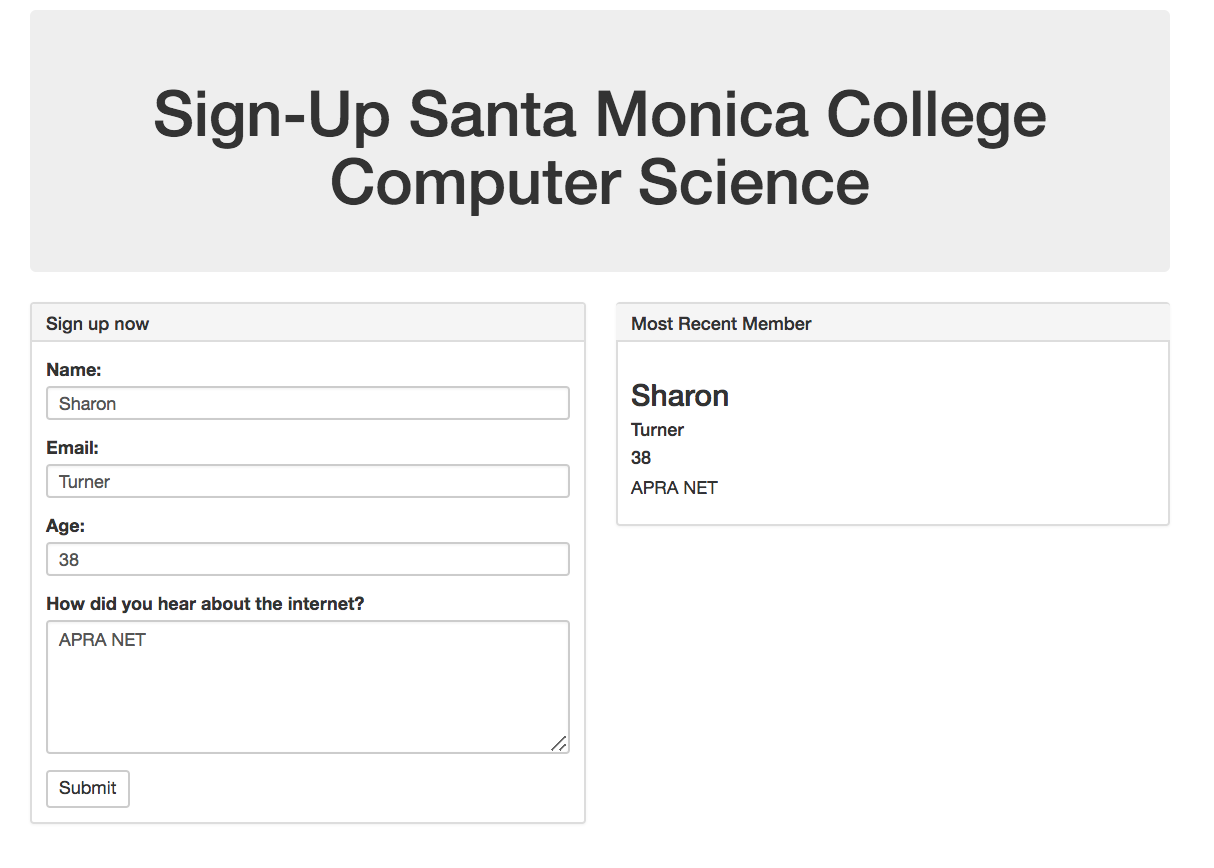 Sign-Up Santa Monica College
Computer Science
Sign up now
Name:
Sharon
Email:
Turner
Age:
38
How did you hear about the internet?
APRA NET
Submit
Most Recent Member
Sharon
Turner
38
APRA NET